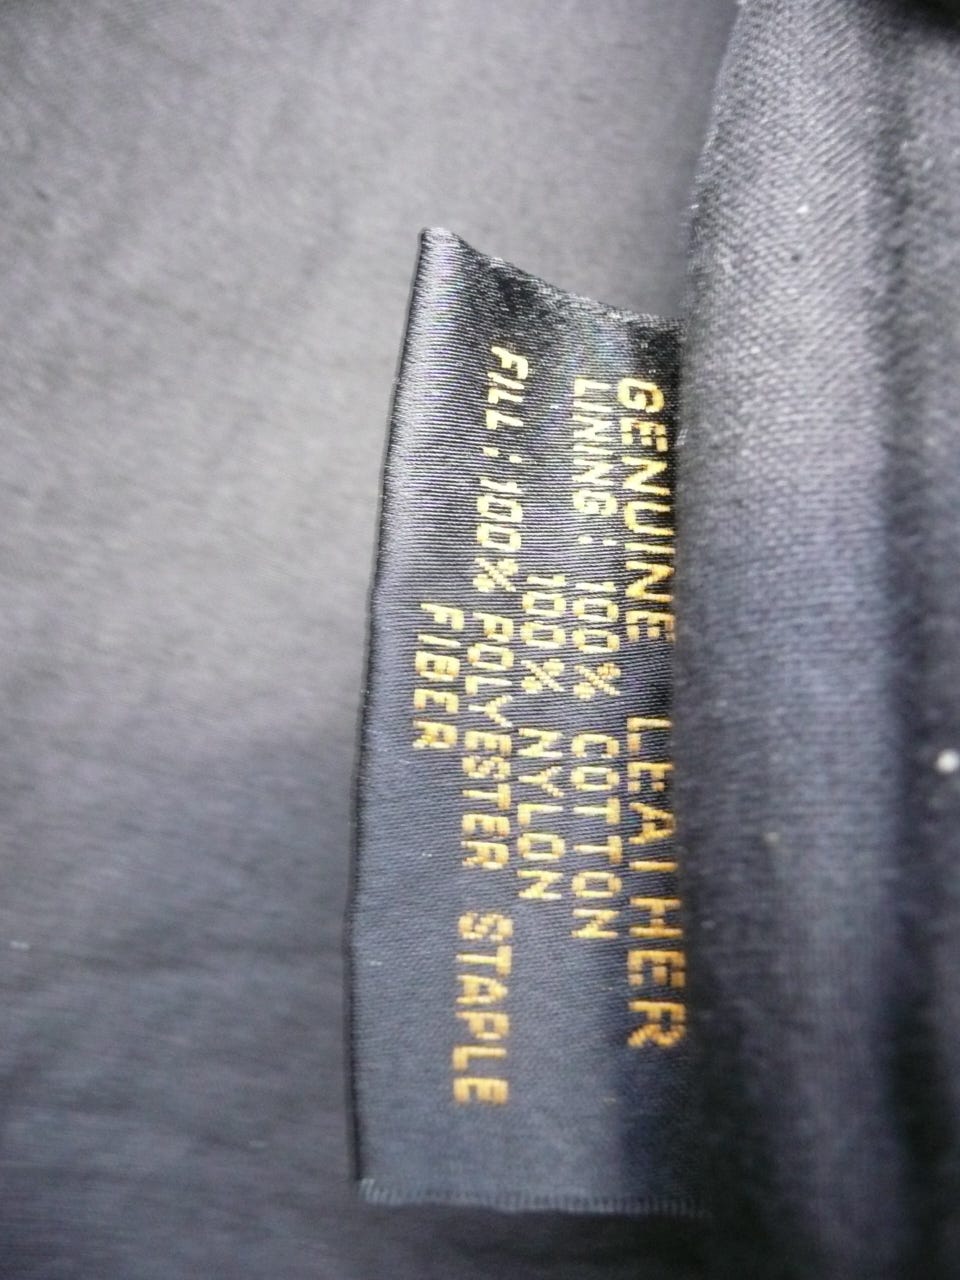 GENUINE LEATHER
LINING: 100% COTTON
100% NYLON
FILL: 100% POLYESTER STAPLE
FIBER